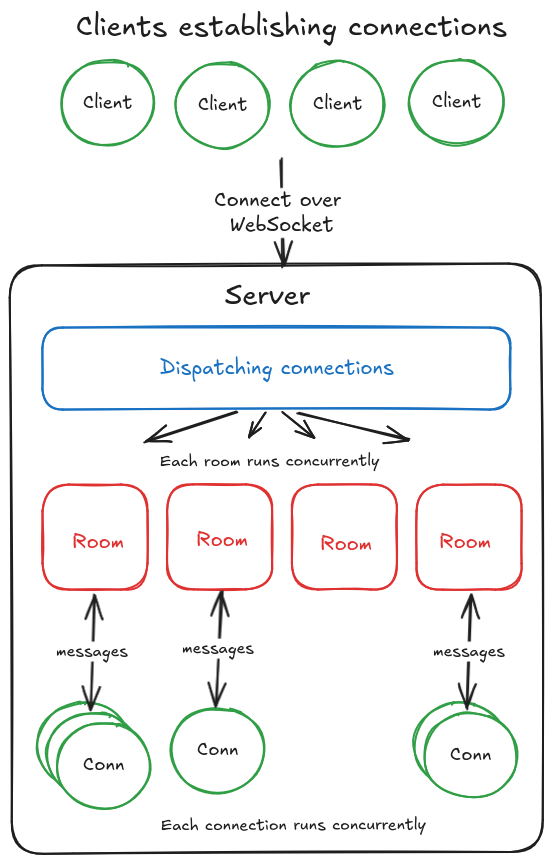 Clients establishing connections
Client
Client
Client
Client
Connect over
WebSocket
Server
Dispatching connections
Each room runs concurrently
Room
Room
Room
Room
messages
messages
messages
Conn
Conn
Conn
Each connection runs concurrently